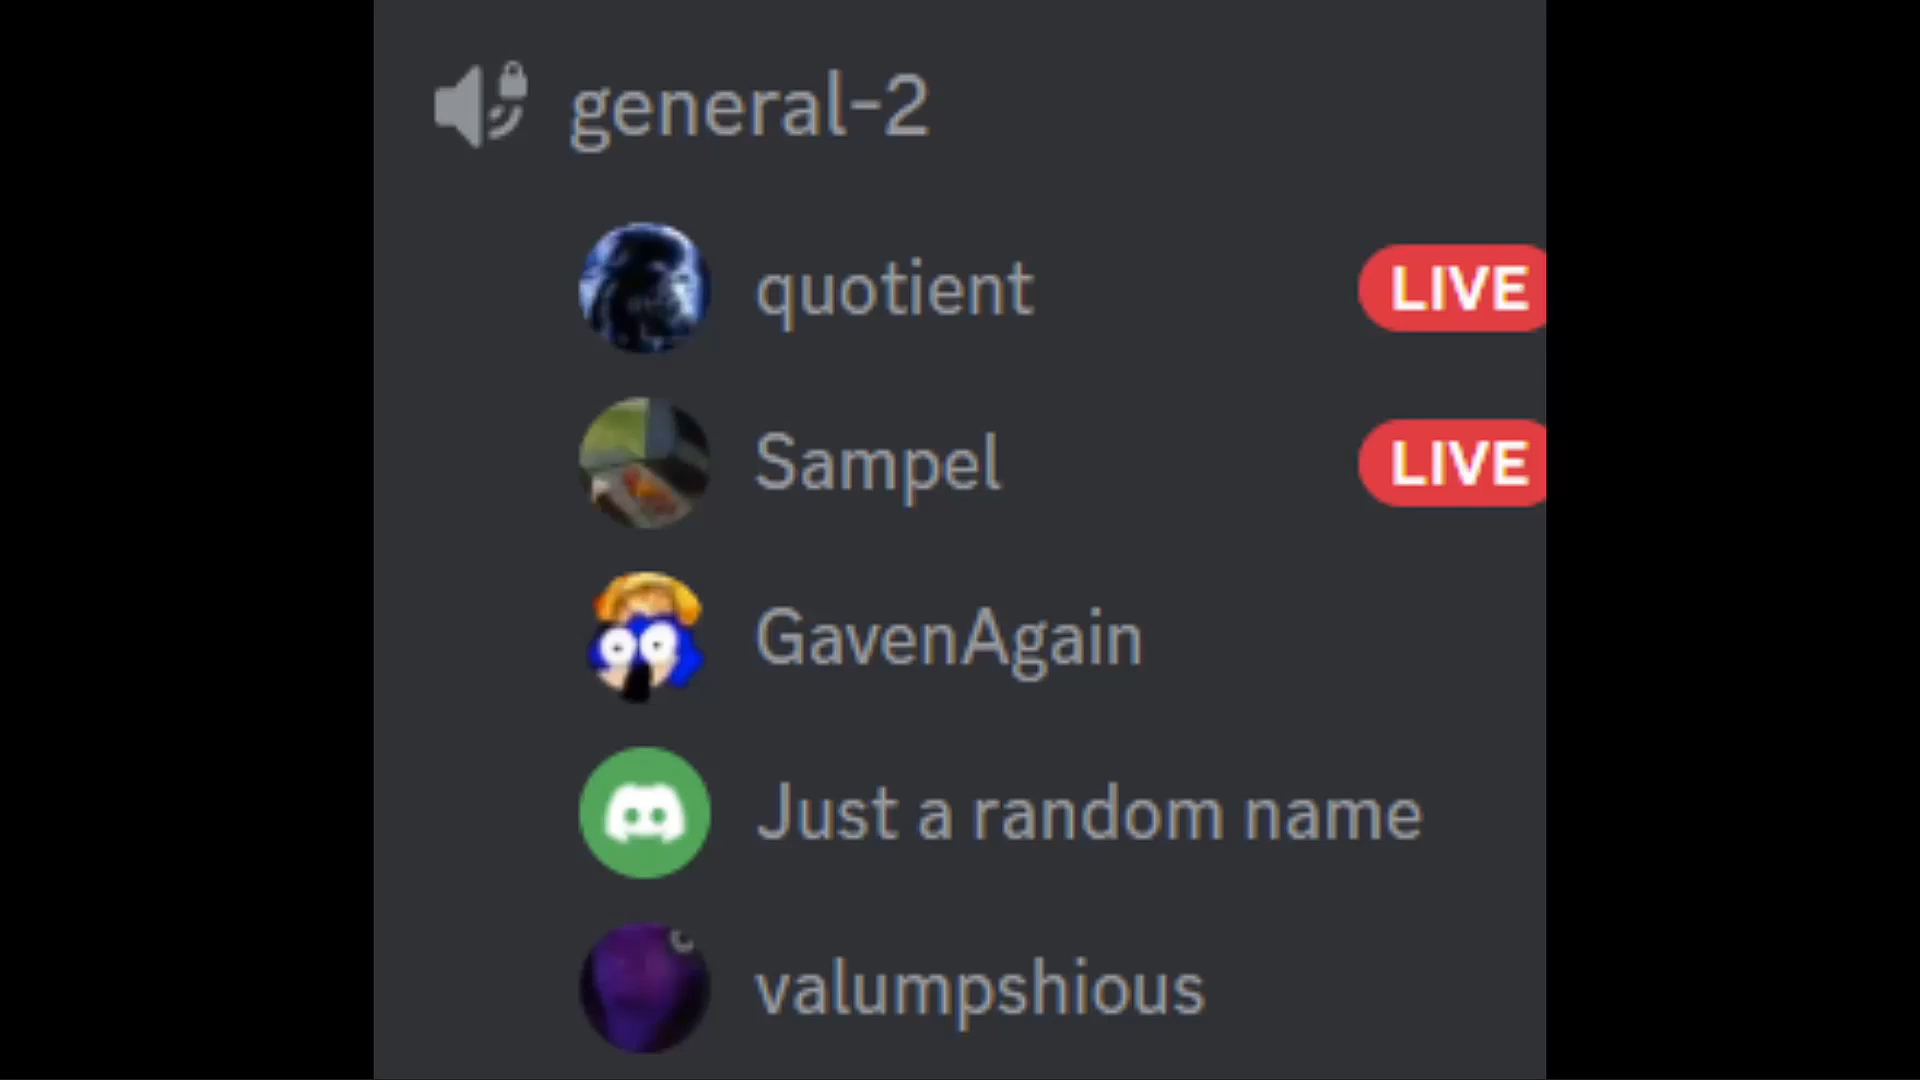 general-2
quotient LIVE
Sampel LIVE
GavenAgain
Just a random name
valumpshious